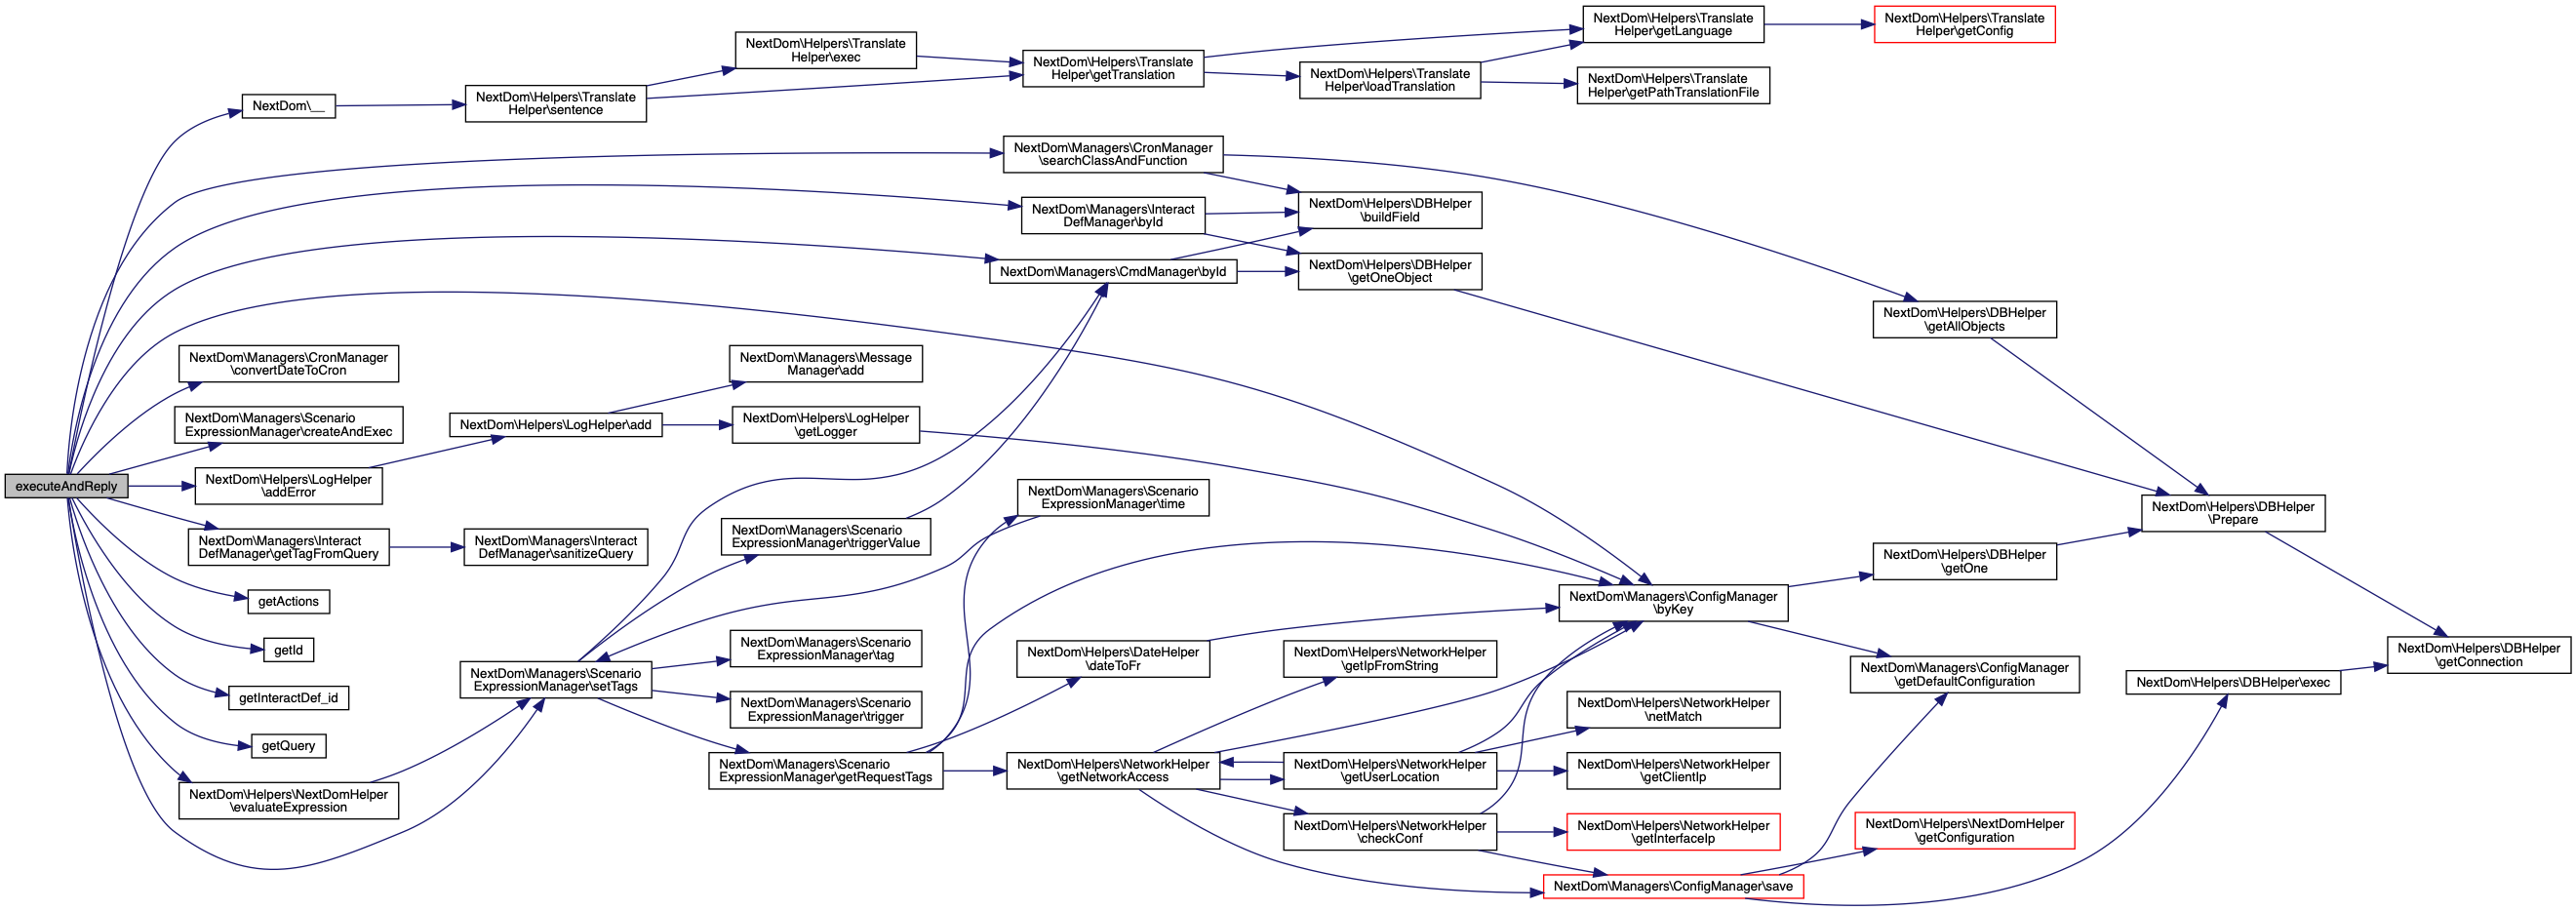 executeAndReply
NextDom\__
NextDom\Helpers\Translate
Helper\sentence
NextDom\Helpers\Translate
Helper\exec
NextDom\Helpers\Translate
Helper\getTranslation
NextDom\Helpers\Translate
Helper\getLanguage
NextDom\Helpers\Translate
Helper\getConfig
NextDom\Helpers\Translate
Helper\loadTranslation
NextDom\Helpers\Translate
Helper\getPathTranslationFile
NextDom\Managers\CronManager
\searchClassAndFunction
NextDom\Managers\Interact
DefManager\byId
NextDom\Helpers\DBHelper
\buildField
NextDom\Managers\CmdManager\byId
NextDom\Helpers\DBHelper
\getOneObject
NextDom\Helpers\DBHelper
\getAllObjects
NextDom\Managers\CronManager
\convertDateToCron
NextDom\Managers\Scenario
ExpressionManager\createAndExec
NextDom\Helpers\LogHelper
\addError
NextDom\Helpers\LogHelper\add
NextDom\Managers\Message
Manager\add
NextDom\Helpers\LogHelper
\getLogger
NextDom\Managers\Interact
DefManager\getTagFromQuery
NextDom\Managers\Interact
DefManager\sanitizeQuery
NextDom\Managers\Scenario
ExpressionManager\triggerValue
NextDom\Managers\Scenario
ExpressionManager\time
NextDom\Helpers\DBHelper
\Prepare
NextDom\Helpers\DBHelper
\getOne
NextDom\Managers\ConfigManager
\byKey
getActions
getId
getInteractDef_id
getQuery
NextDom\Helpers\NextDomHelper
\evaluateExpression
NextDom\Managers\Scenario
ExpressionManager\setTags
NextDom\Managers\Scenario
ExpressionManager\tag
NextDom\Managers\Scenario
ExpressionManager\trigger
NextDom\Managers\Scenario
ExpressionManager\getRequestTags
NextDom\Helpers\DateHelper
\dateToFr
NextDom\Helpers\NetworkHelper
\getIpFromString
NextDom\Managers\ConfigManager
\getDefaultConfiguration
NextDom\Helpers\DBHelper\exec
NextDom\Helpers\DBHelper
\getConnection
NextDom\Helpers\NetworkHelper
\netMatch
NextDom\Helpers\NetworkHelper
\getNetworkAccess
NextDom\Helpers\NetworkHelper
\getUserLocation
NextDom\Helpers\NetworkHelper
\getClientIp
NextDom\Helpers\NetworkHelper
\checkConf
NextDom\Helpers\NetworkHelper
\getInterfaceIp
NextDom\Helpers\NextDomHelper
\getConfiguration
NextDom\Managers\ConfigManager\save